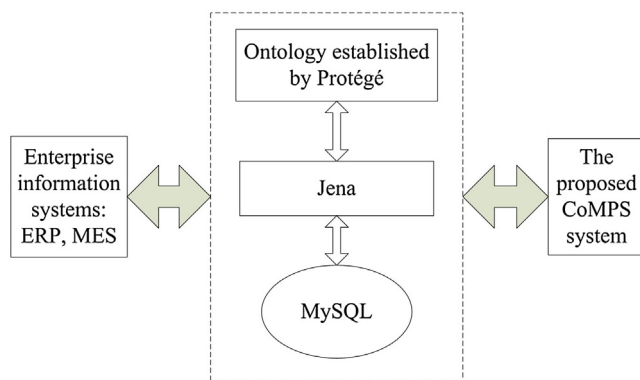 Ontology established
by Protégé
Enterprise
information
systems:
ERP, MES
Jena
The
proposed
CoMPS
system
MySQL